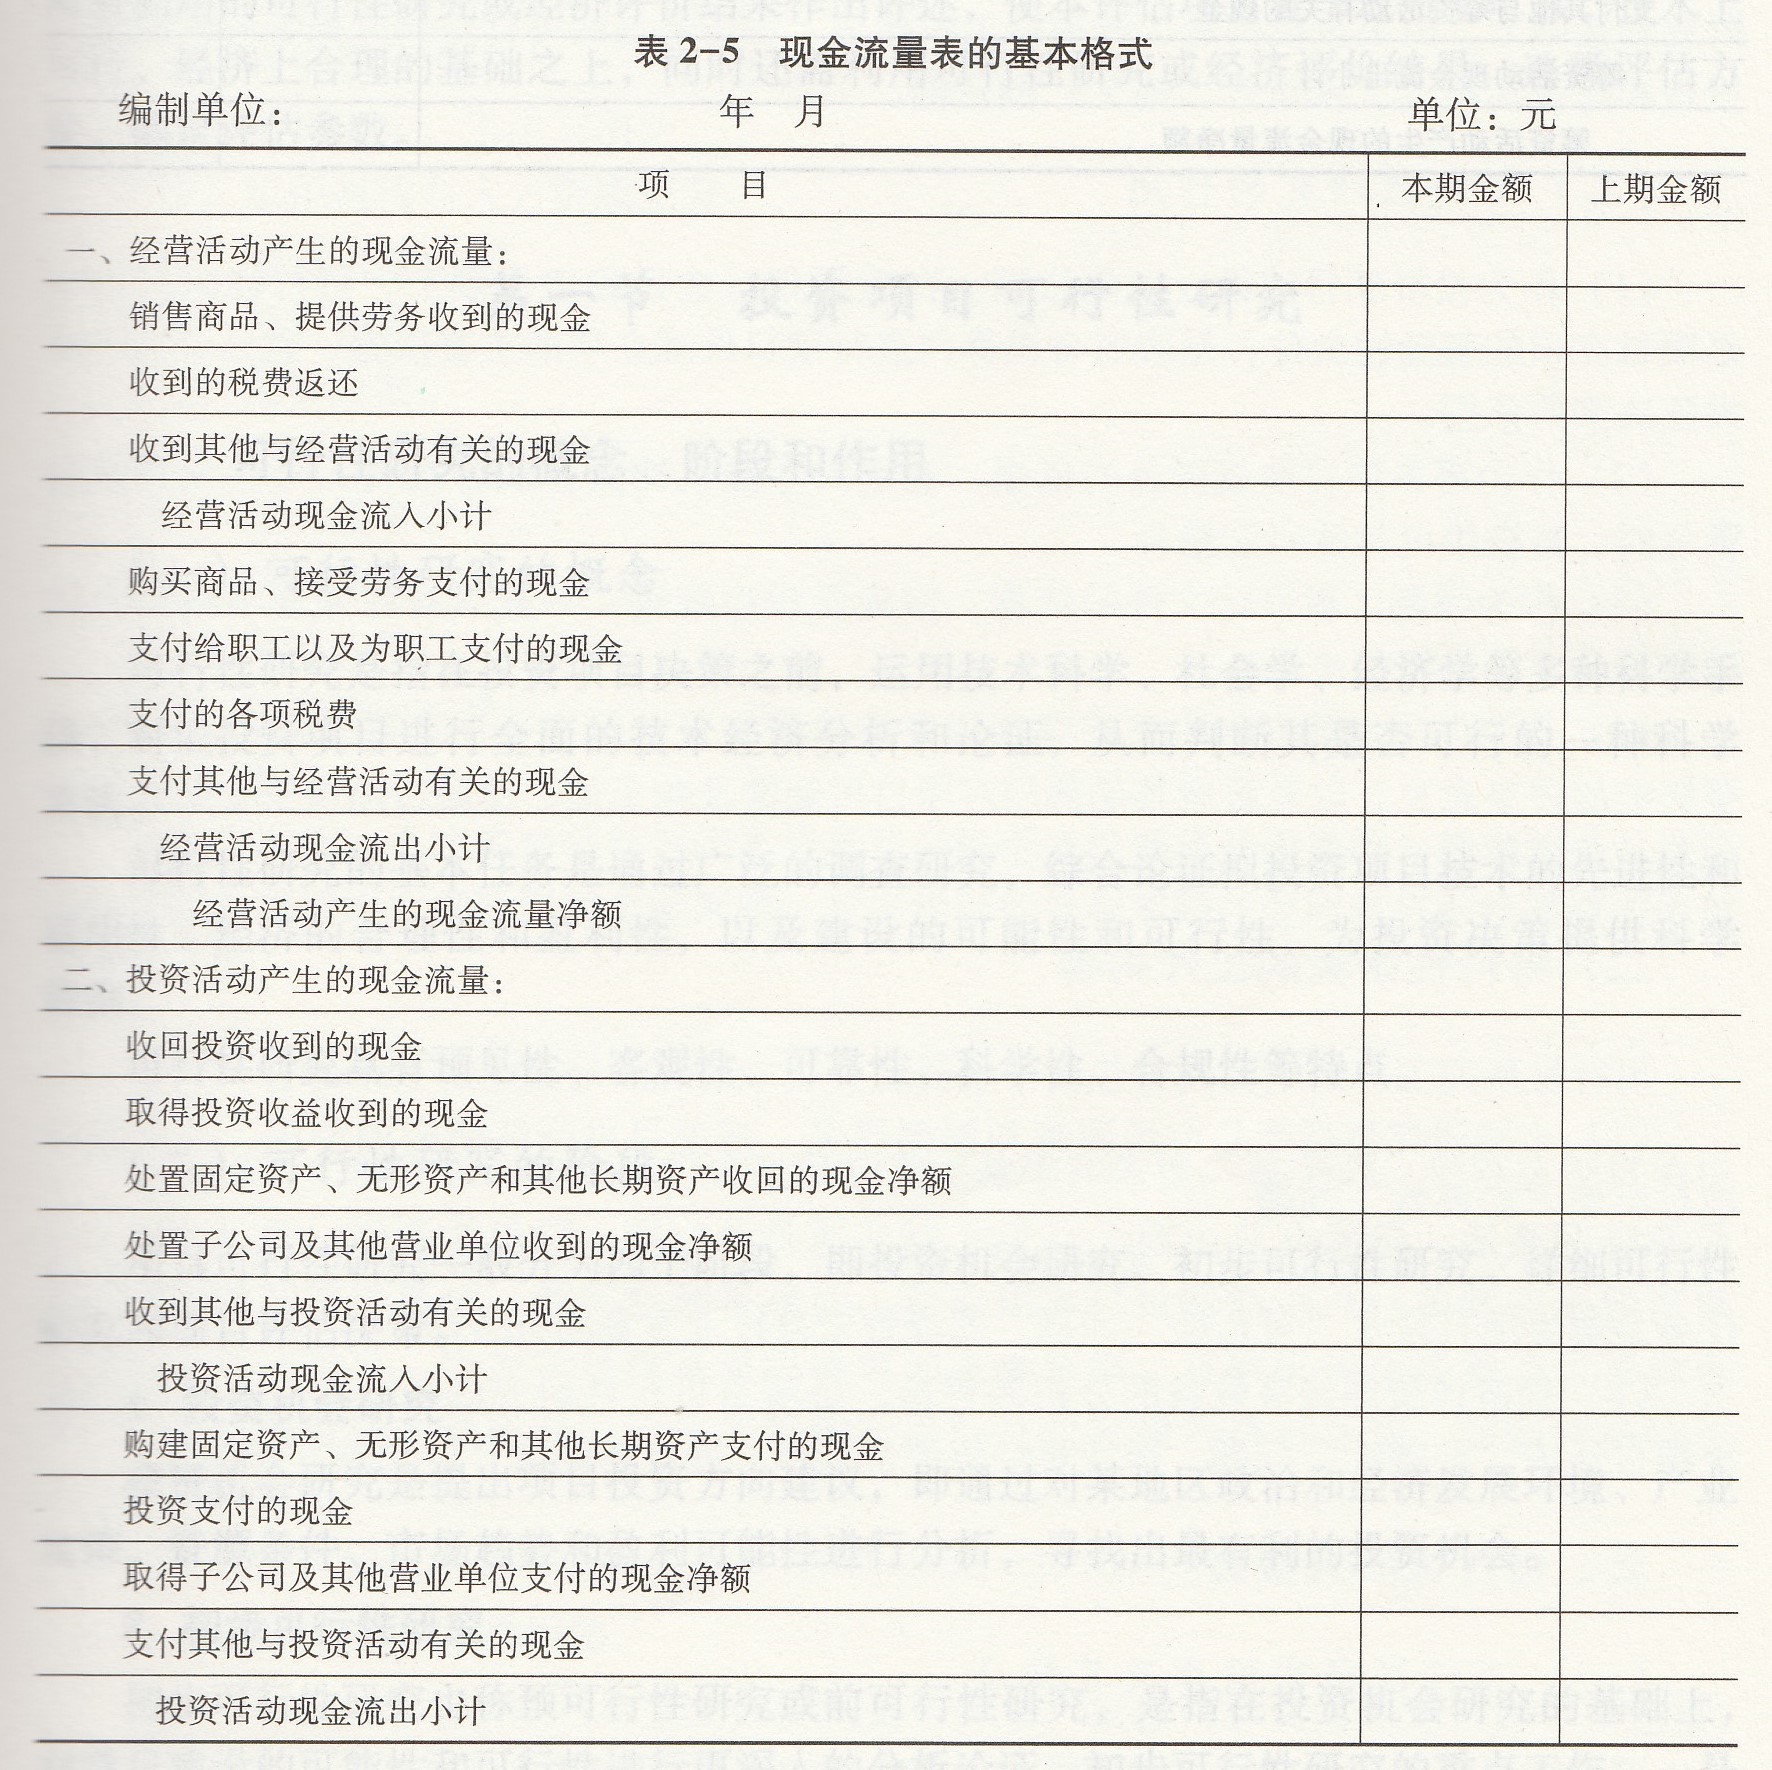 表 2-5 现金流量表的基本格式
编制单位： 年 月 单位：元
项 目 本期金额 上期金额
一、经营活动产生的现金流量：
销售商品、提供劳务收到的现金
收到的税费返还
收到其他与经营活动有关的现金
经营活动现金流入小计
购买商品、接受劳务支付的现金
支付给职工以及为职工支付的现金
支付的各项税费
支付其他与经营活动有关的现金
经营活动现金流出小计
经营活动产生的现金流量净额
二、投资活动产生的现金流量：
收回投资收到的现金
取得投资收益收到的现金
处置固定资产、无形资产和其他长期资产收回的现金净额
处置子公司及其他营业单位收到的现金净额
收到其他与投资活动有关的现金
投资活动现金流入小计
购建固定资产、无形资产和其他长期资产支付的现金
投资支付的现金
取得子公司及其他营业单位支付的现金净额
支付其他与投资活动有关的现金
投资活动现金流出小计